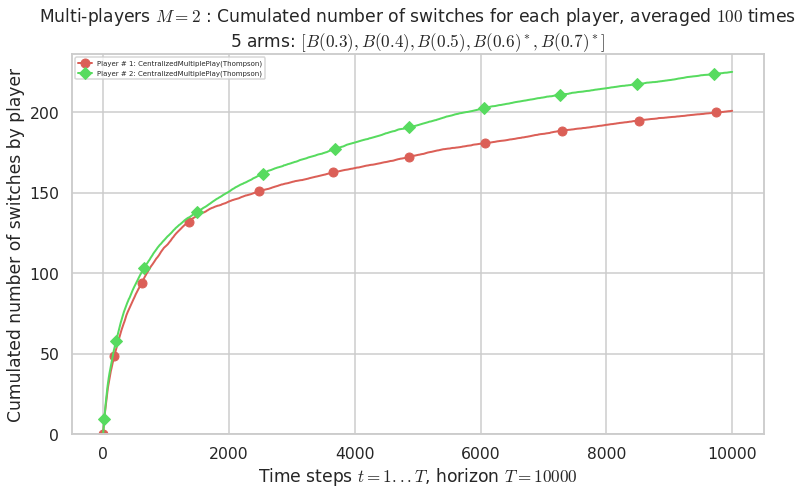 Multi-players M = 2 : Cumulated number of switches for each player, averaged 100 times
5 arms: [B(0.3), B(0.4), B(0.5), B(0.6)*, B(0.7)*]
Player # 1: CentralizedMultiplePlay(Thompson)
Player # 2: CentralizedMultiplePlay(Thompson)
Cumulated number of switches by player
200
150
100
50
0
0 2000 4000 6000 8000 10000
Time steps t = 1...T, horizon T = 10000